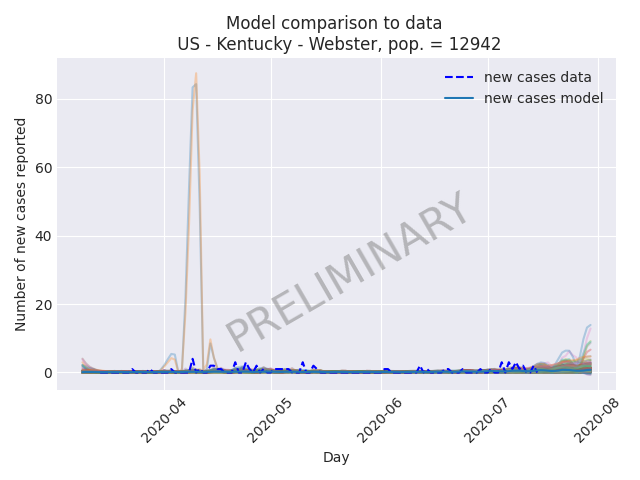 Model comparison to data
US - Kentucky - Webster, pop. = 12942
new cases data
new cases model
Number of new cases reported
80
60
40
20
0
PRELIMINARY
2020-04
2020-05
2020-06
2020-07
2020-08
Day